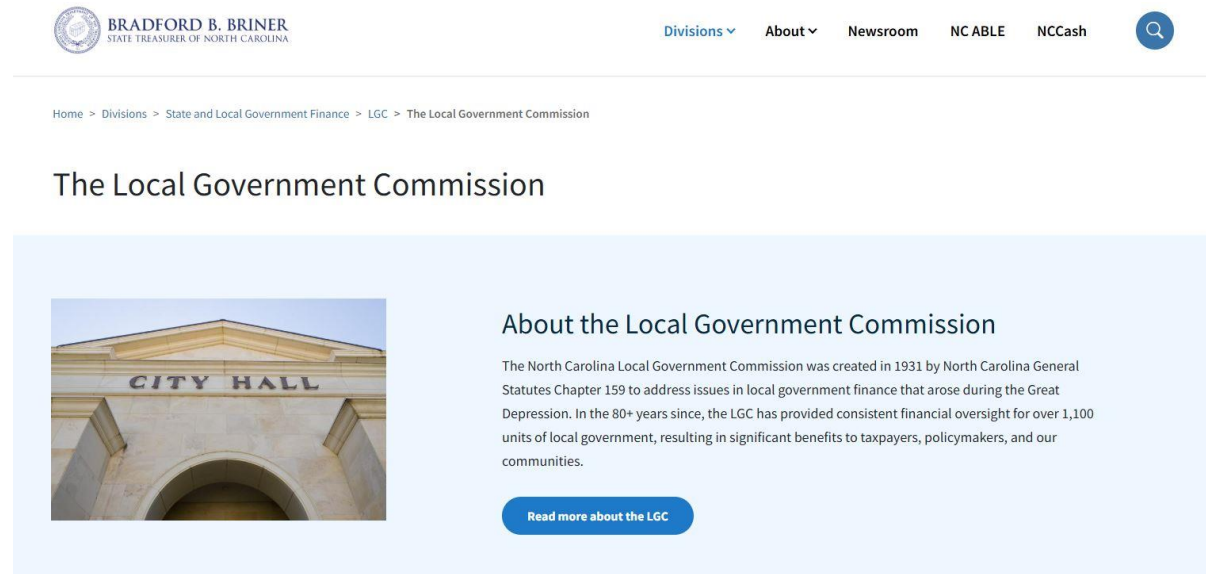 BRADFORD B. BRINER
STATE TREASURER OF NORTH CAROLINA
Divisions
About
Newsroom
NC ABLE
NCCash
Home > Divisions > State and Local Government Finance > LGC > The Local Government Commission
The Local Government Commission
CITY HALL
About the Local Government Commission
The North Carolina Local Government Commission was created in 1931 by North Carolina General
Statutes Chapter 159 to address issues in local government finance that arose during the Great
Depression. In the 80+ years since, the LGC has provided consistent financial oversight for over 1,100
units of local government, resulting in significant benefits to taxpayers, policymakers, and our
communities.
Read more about the LGC